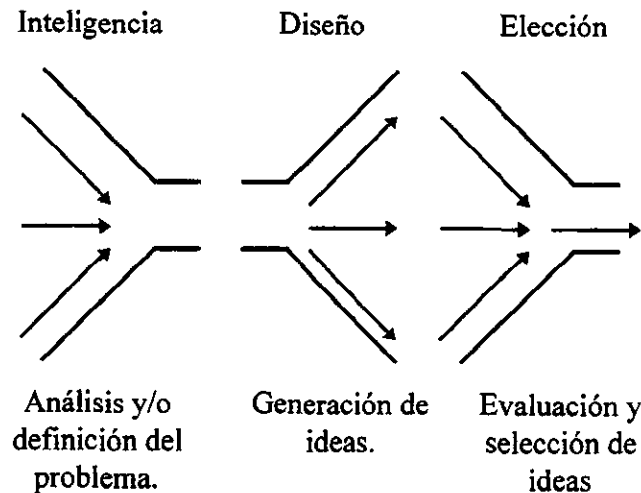 Inteligencia
Diseño
Elección
Análisis y/o
definición del
problema.
Generación de
ideas.
Evaluación y
selección de
ideas